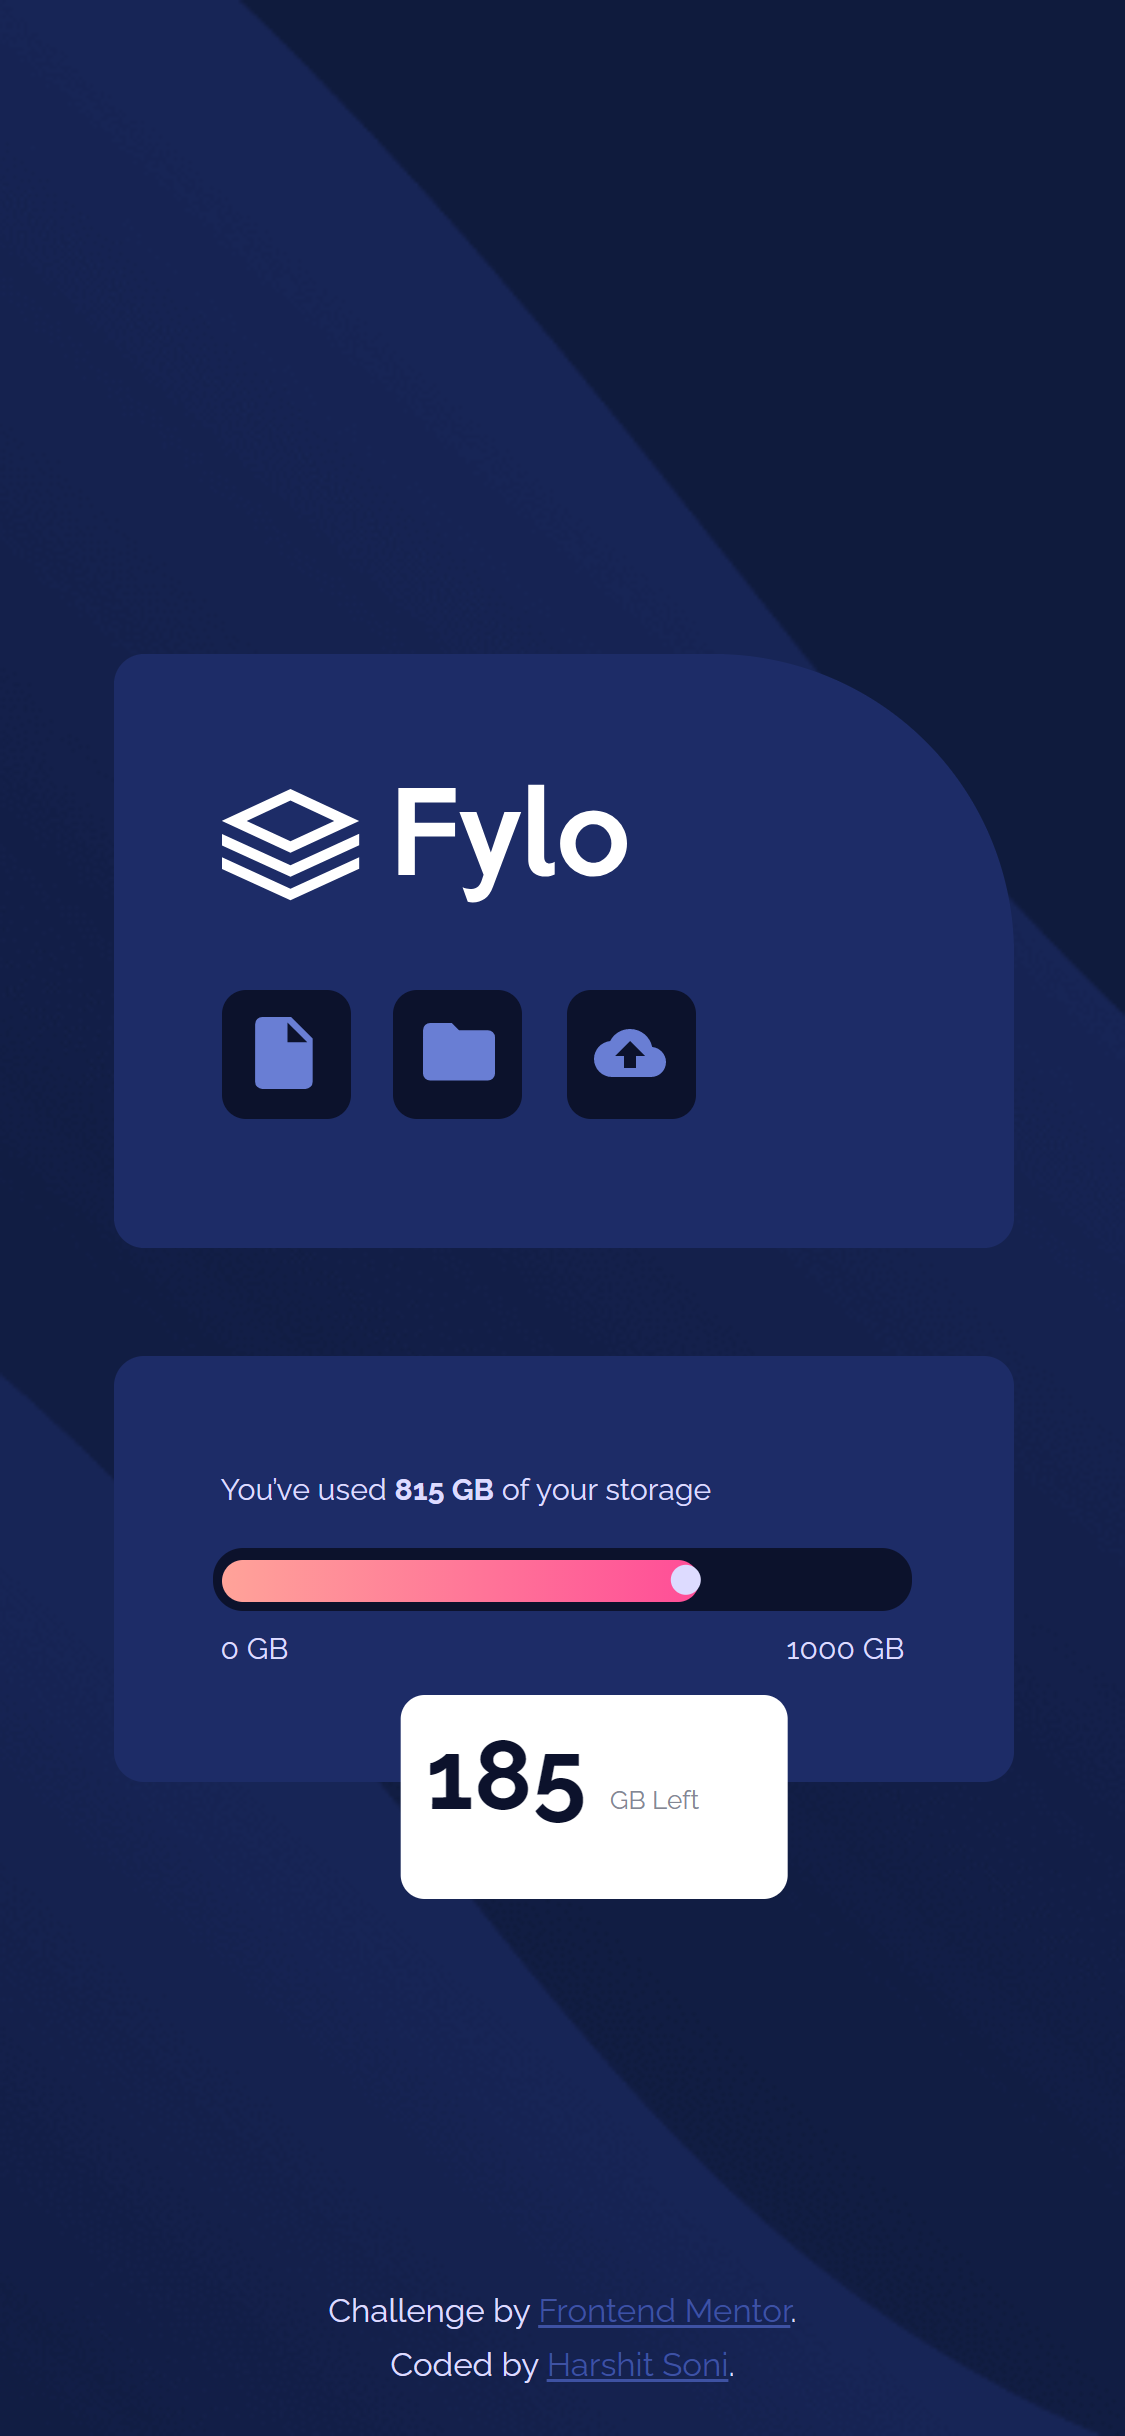 Fylo
You’ve used 815 GB of your storage
0 GB
1000 GB
185 GB Left
Challenge by Frontend Mentor.
Coded by Harshit Soni.